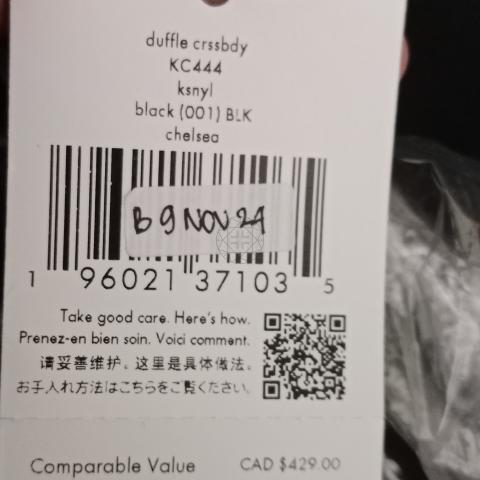 duffle crssbdy
KC444
ksnyl
black (001) BLK
chelsea
B 9 NOV 24
1 96021 37103 5
Take good care. Here's how.
Prenez-en bien soin. Voici comment.
请妥善维护。这里是具体做法。
お手入れ方法はこちらをご覧ください。
Comparable Value CAD $429.00